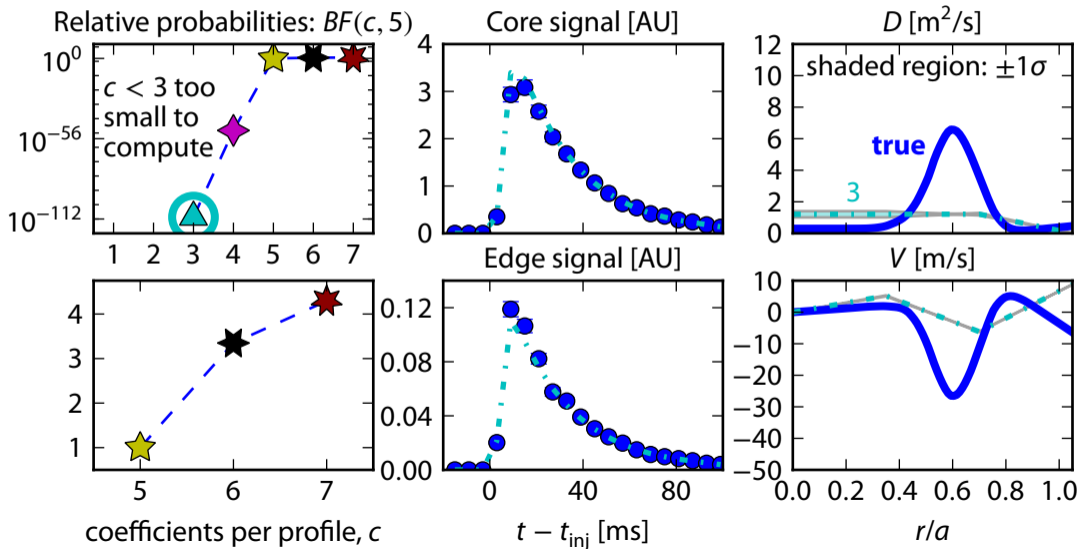 Relative probabilities: BF(c, 5)
10^0
10^−56
10^−112
c < 3 too
small to
compute
1 2 3 4 5 6 7
4
3
2
1
5 6 7
coefficients per profile, c
Core signal [AU]
4
3
2
1
0
Edge signal [AU]
0.12
0.08
0.04
0.00
0 40 80
t − t_inj [ms]
D [m^2/s]
12
10
8
6
4
2
0
shaded region: ±1σ
true
3
V [m/s]
10
0
−10
−20
−30
−40
−50
0.0 0.2 0.4 0.6 0.8 1.0
r/a